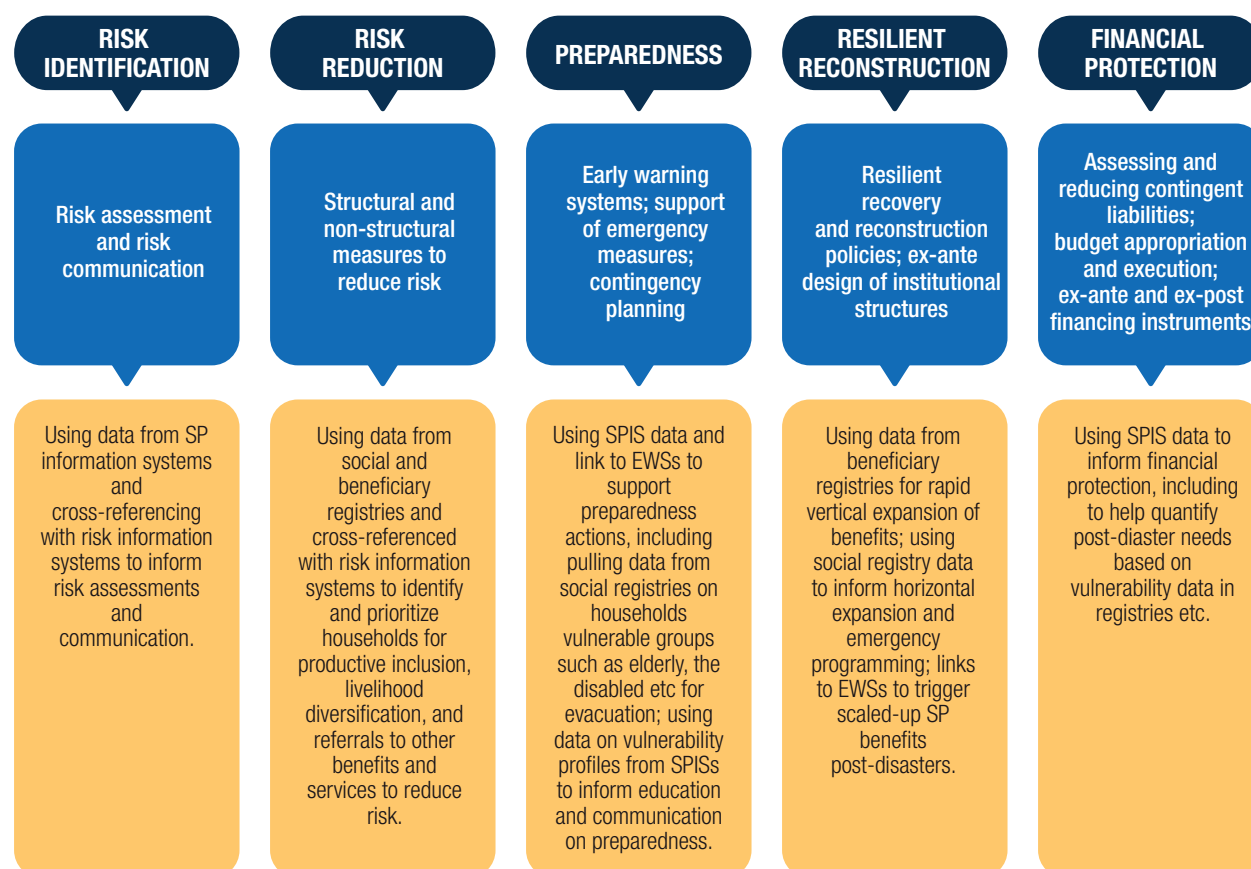 RISK
IDENTIFICATION
Risk assessment
and risk
communication
Using data from SP
information systems
and
cross-referencing
with risk information
systems to inform
risk assessments
and
communication.
RISK
REDUCTION
Structural and
non-structural
measures to
reduce risk
Using data from
social and
beneficiary
registries and
cross-referenced
with risk information
systems to identify
and prioritize
households for
productive inclusion,
livelihood
diversification, and
referrals to other
benefits and
services to reduce
risk.
PREPAREDNESS
Early warning
systems; support
of emergency
measures;
contingency
planning
Using SPIS data and
link to EWSs to
support
preparedness
actions, including
pulling data from
social registries on
households
vulnerable groups
such as elderly, the
disabled etc for
evacuation; using
data on vulnerability
profiles from SPISs
to inform education
and communication
on preparedness.
RESILIENT
RECONSTRUCTION
Resilient
recovery
and reconstruction
policies; ex-ante
design of institutional
structures
Using data from
beneficiary
registries for rapid
vertical expansion of
benefits; using
social registry data
to inform horizontal
expansion and
emergency
programming; links
to EWSs to trigger
scaled-up SP
benefits
post-disasters.
FINANCIAL
PROTECTION
Assessing and
reducing contingent
liabilities;
budget appropriation
and execution;
ex-ante and ex-post
financing instruments
Using SPIS data to
inform financial
protection, including
to help quantify
post-diaster needs
based on
vulnerability data in
registries etc.